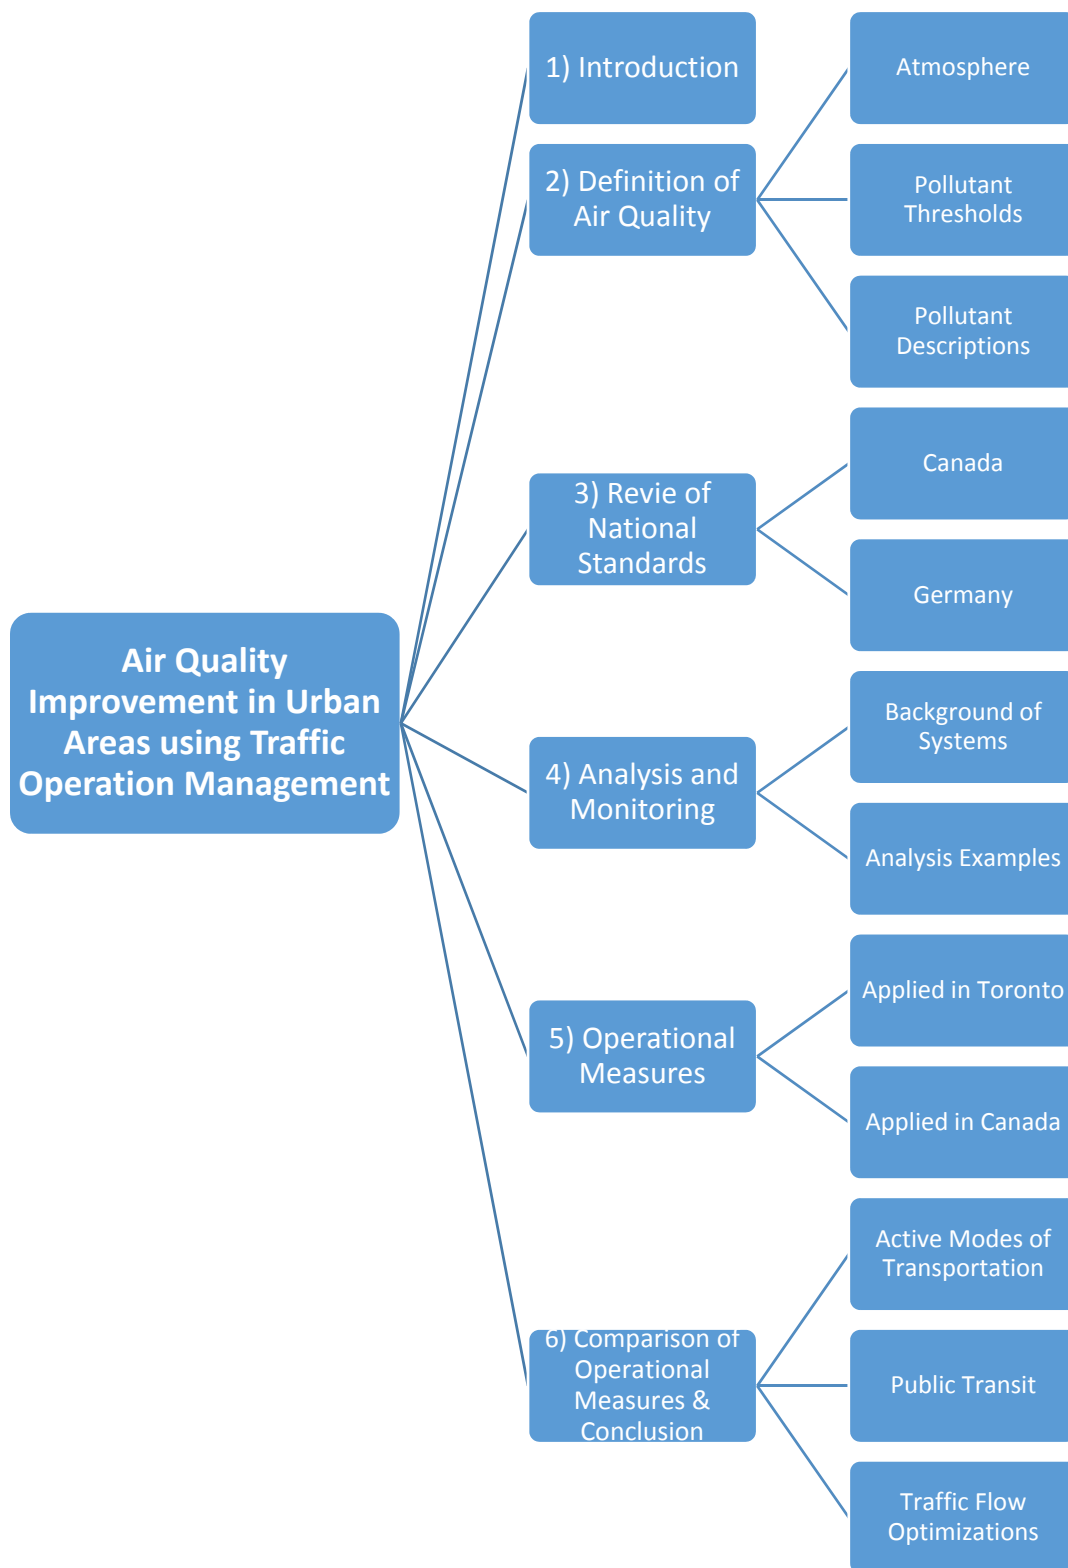 Air Quality
Improvement in Urban
Areas using Traffic
Operation Management
1) Introduction
2) Definition of
Air Quality
Atmosphere
Pollutant
Thresholds
Pollutant
Descriptions
3) Revie of
National
Standards
Canada
Germany
4) Analysis and
Monitoring
Background of
Systems
Analysis Examples
5) Operational
Measures
Applied in Toronto
Applied in Canada
6) Comparison of
Operational
Measures &
Conclusion
Active Modes of
Transportation
Public Transit
Traffic Flow
Optimizations